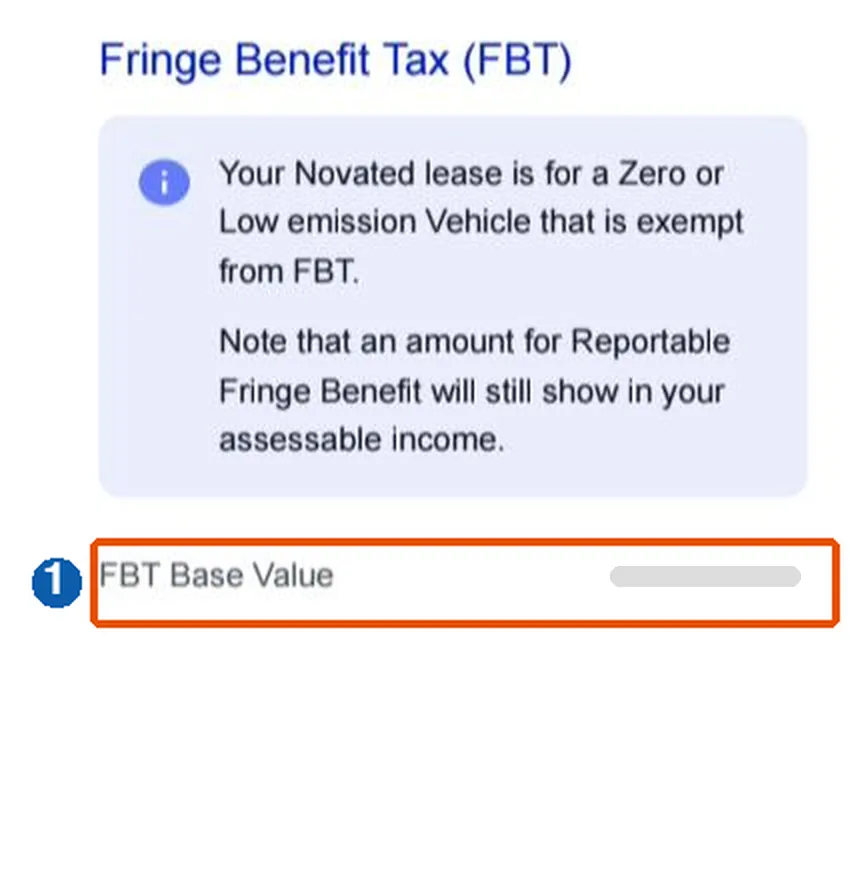 Fringe Benefit Tax (FBT)
Your Novated lease is for a Zero or
Low emission Vehicle that is exempt
from FBT.
Note that an amount for Reportable
Fringe Benefit will still show in your
assessable income.
1 FBT Base Value